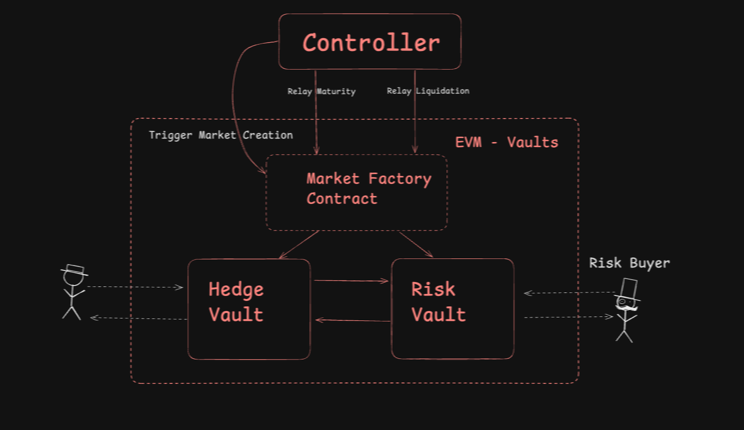 Controller
Relay Maturity
Relay Liquidation
Trigger Market Creation
EVM - Vaults
Market Factory
Contract
Risk Buyer
Hedge
Vault
Risk
Vault